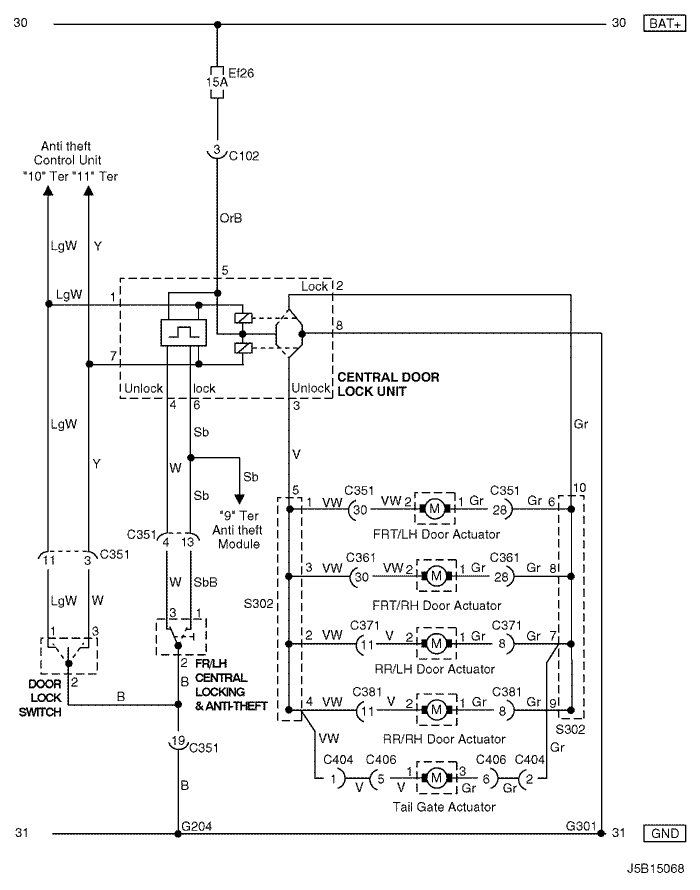 30
30 BAT+
Ef26
15A
3 C102
Anti theft
Control Unit
"10" Ter "11" Ter
OrB
LgW Y
5
LgW 1
Lock 2
8
7
Unlock lock
Unlock
4 6
3
CENTRAL DOOR
LOCK UNIT
Sb
LgW
Y
W
Sb
Sb
V
Gr
"9" Ter
Anti theft
Module
5
10
1 VW C351 30 VW 2 M 1 Gr C351 28 Gr 6
FRT/LH Door Actuator
C351 4 13
11 3 C351
3 VW C361 30 VW 2 M 1 Gr C361 28 Gr 8
FRT/RH Door Actuator
W SbB
LgW W
S302
3 1
1 3
2 VW C371 11 V 2 M 1 Gr C371 8 Gr 7
RR/LH Door Actuator
2
2
FR/LH
CENTRAL
LOCKING
& ANTI-THEFT
DOOR
LOCK
SWITCH
B
B
4 VW C381 11 V 2 M 1 Gr C381 8 Gr 9
RR/RH Door Actuator
S302
19 C351
VW
Gr
C404 1 V C406 5 V 1 M 3 Gr C406 6 Gr C404 2
Tail Gate Actuator
B
31 G204
G301 31 GND
J5B15068